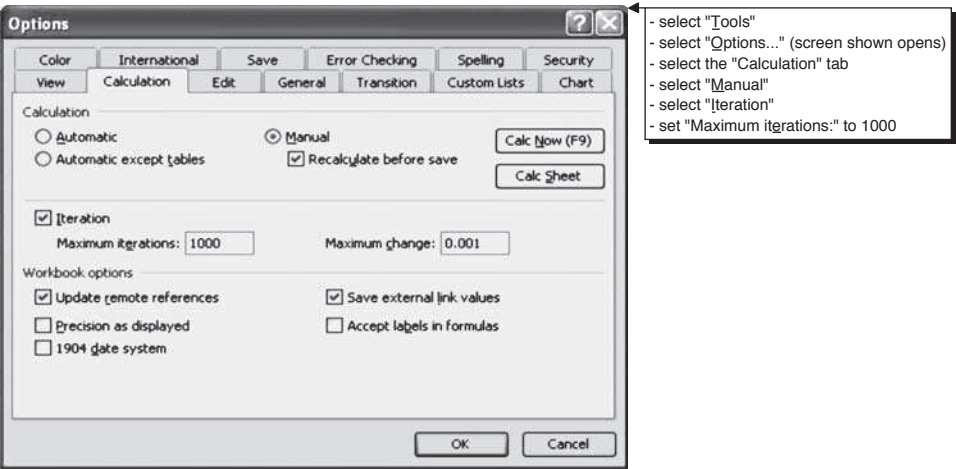 Options
Color International Save Error Checking Spelling Security
View Calculation Edit General Transition Custom Lists Chart
Calculation
Automatic Manual Calc Now (F9)
Automatic except tables Recalculate before save
Calc Sheet
Iteration
Maximum iterations: 1000 Maximum change: 0.001
Workbook options
Update remote references Save external link values
Precision as displayed Accept labels in formulas
1904 date system
OK Cancel
- select "Tools"
- select "Options..." (screen shown opens)
- select the "Calculation" tab
- select "Manual"
- select "Iteration"
- set "Maximum iterations:" to 1000